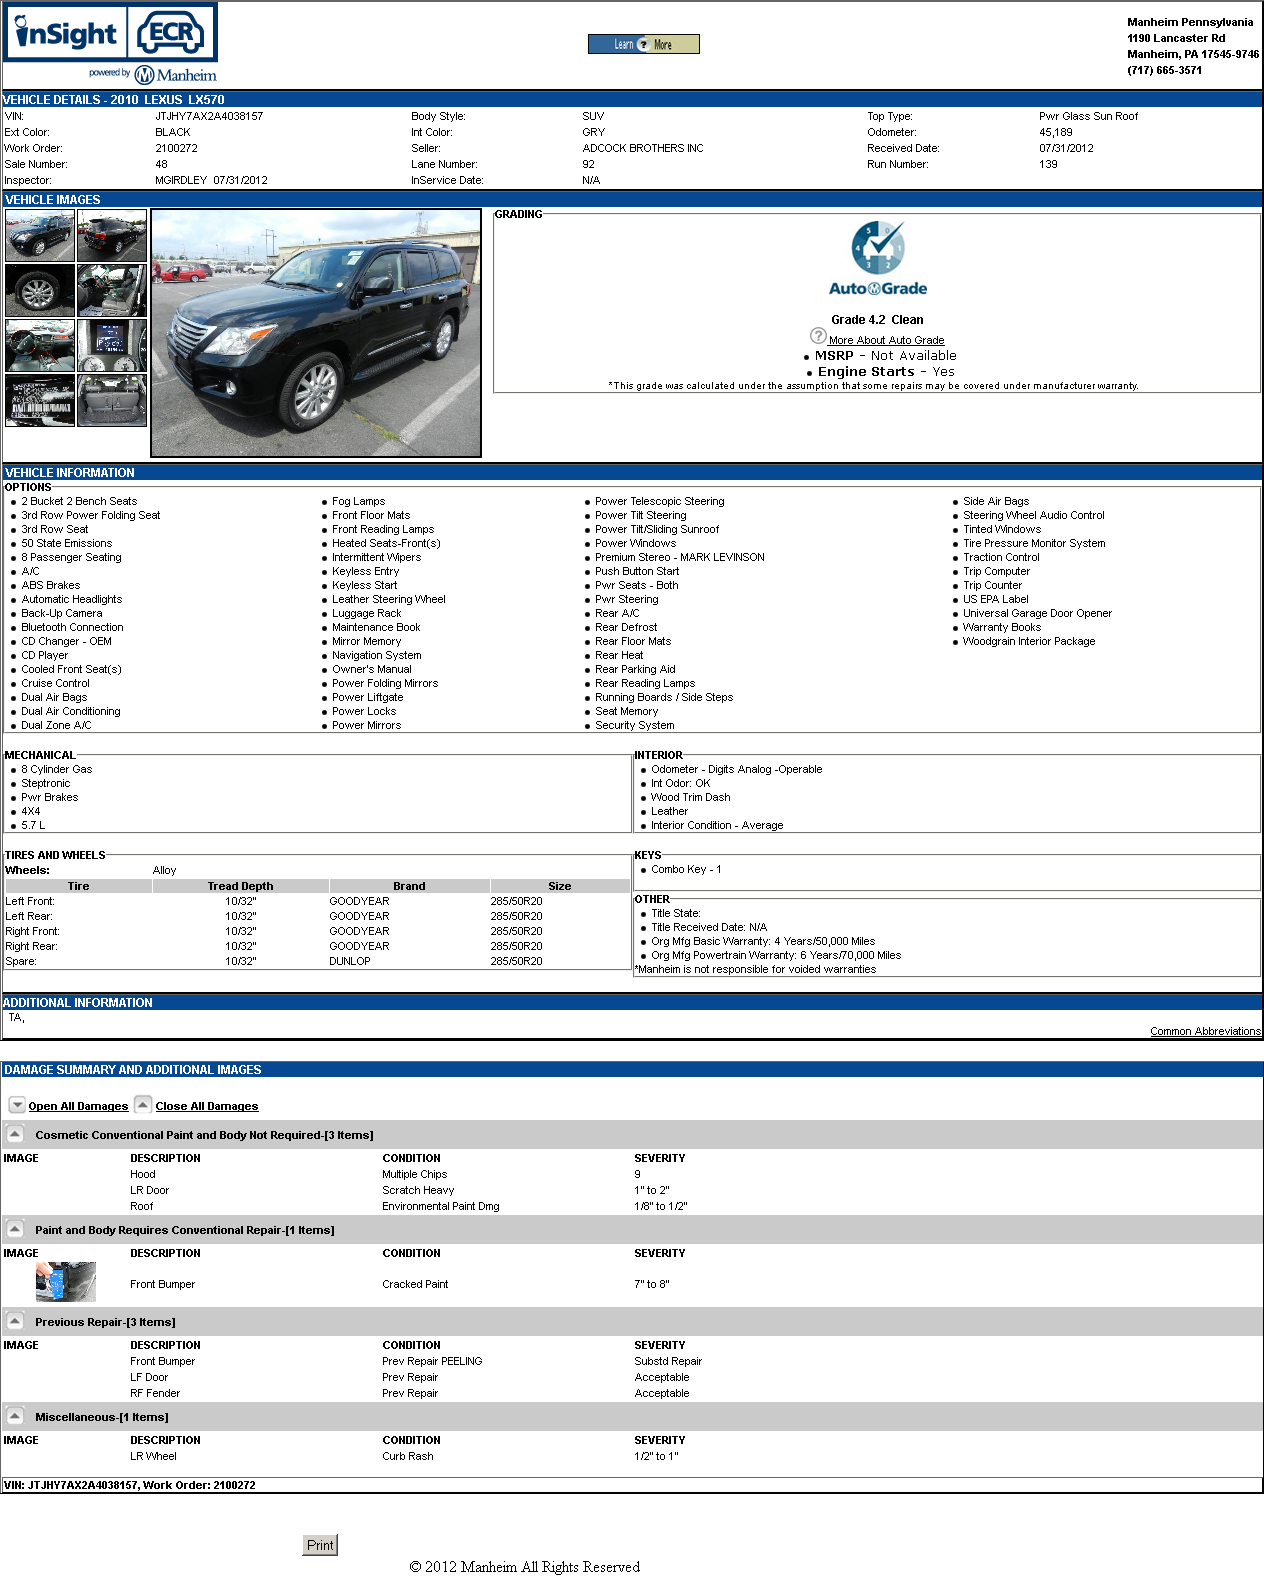 inSight ECR
powered by Manheim
Learn ? More
Manheim Pennsylvania
1190 Lancaster Rd
Manheim, PA 17545-9746
(717) 665-3571
VEHICLE DETAILS - 2010 LEXUS LX570
VIN: JTJHY7AX2A4038157 Body Style: SUV Top Type: Pwr Glass Sun Roof
Ext Color: BLACK Int Color: GRY Odometer: 45,189
Work Order: 2100272 Seller: ADCOCK BROTHERS INC Received Date: 07/31/2012
Sale Number: 48 Lane Number: 92 Run Number: 139
Inspector: MGIRDLEY 07/31/2012 InService Date: N/A
VEHICLE IMAGES
GRADING
5 0 1 4 3
AutoGrade
Grade 4.2 Clean
? More About Auto Grade
• MSRP - Not Available
• Engine Starts - Yes
*This grade was calculated under the assumption that some repairs may be covered under manufacturer warranty.
VEHICLE INFORMATION
OPTIONS
• 2 Bucket 2 Bench Seats
• 3rd Row Power Folding Seat
• 3rd Row Seat
• 50 State Emissions
• 8 Passenger Seating
• A/C
• ABS Brakes
• Automatic Headlights
• Back-Up Camera
• Bluetooth Connection
• CD Changer - OEM
• CD Player
• Cooled Front Seat(s)
• Cruise Control
• Dual Air Bags
• Dual Air Conditioning
• Dual Zone A/C
• Fog Lamps
• Front Floor Mats
• Front Reading Lamps
• Heated Seats-Front(s)
• Intermittent Wipers
• Keyless Entry
• Keyless Start
• Leather Steering Wheel
• Luggage Rack
• Maintenance Book
• Mirror Memory
• Navigation System
• Owner's Manual
• Power Folding Mirrors
• Power Liftgate
• Power Locks
• Power Mirrors
• Power Telescopic Steering
• Power Tilt Steering
• Power Tilt/Sliding Sunroof
• Power Windows
• Premium Stereo - MARK LEVINSON
• Push Button Start
• Pwr Seats - Both
• Pwr Steering
• Rear A/C
• Rear Defrost
• Rear Floor Mats
• Rear Heat
• Rear Parking Aid
• Rear Reading Lamps
• Running Boards / Side Steps
• Seat Memory
• Security System
• Side Air Bags
• Steering Wheel Audio Control
• Tinted Windows
• Tire Pressure Monitor System
• Traction Control
• Trip Computer
• Trip Counter
• US EPA Label
• Universal Garage Door Opener
• Warranty Books
• Woodgrain Interior Package
MECHANICAL
• 8 Cylinder Gas
• Steptronic
• Pwr Brakes
• 4X4
• 5.7 L
INTERIOR
• Odometer - Digits Analog -Operable
• Int Odor: OK
• Wood Trim Dash
• Leather
• Interior Condition - Average
TIRES AND WHEELS
Wheels: Alloy
Tire Tread Depth Brand Size
Left Front: 10/32" GOODYEAR 285/50R20
Left Rear: 10/32" GOODYEAR 285/50R20
Right Front: 10/32" GOODYEAR 285/50R20
Right Rear: 10/32" GOODYEAR 285/50R20
Spare: 10/32" DUNLOP 285/50R20
KEYS
• Combo Key - 1
OTHER
• Title State:
• Title Received Date: N/A
• Org Mfg Basic Warranty: 4 Years/50,000 Miles
• Org Mfg Powertrain Warranty: 6 Years/70,000 Miles
*Manheim is not responsible for voided warranties
ADDITIONAL INFORMATION
TA,
Common Abbreviations
DAMAGE SUMMARY AND ADDITIONAL IMAGES
Open All Damages Close All Damages
Cosmetic Conventional Paint and Body Not Required-[3 Items]
IMAGE DESCRIPTION CONDITION SEVERITY
Hood Multiple Chips 9
LR Door Scratch Heavy 1" to 2"
Roof Environmental Paint Dmg 1/8" to 1/2"
Paint and Body Requires Conventional Repair-[1 Items]
IMAGE DESCRIPTION CONDITION SEVERITY
Front Bumper Cracked Paint 7" to 8"
Previous Repair-[3 Items]
IMAGE DESCRIPTION CONDITION SEVERITY
Front Bumper Prev Repair PEELING Substd Repair
LF Door Prev Repair Acceptable
RF Fender Prev Repair Acceptable
Miscellaneous-[1 Items]
IMAGE DESCRIPTION CONDITION SEVERITY
LR Wheel Curb Rash 1/2" to 1"
VIN: JTJHY7AX2A4038157, Work Order: 2100272
Print
© 2012 Manheim All Rights Reserved